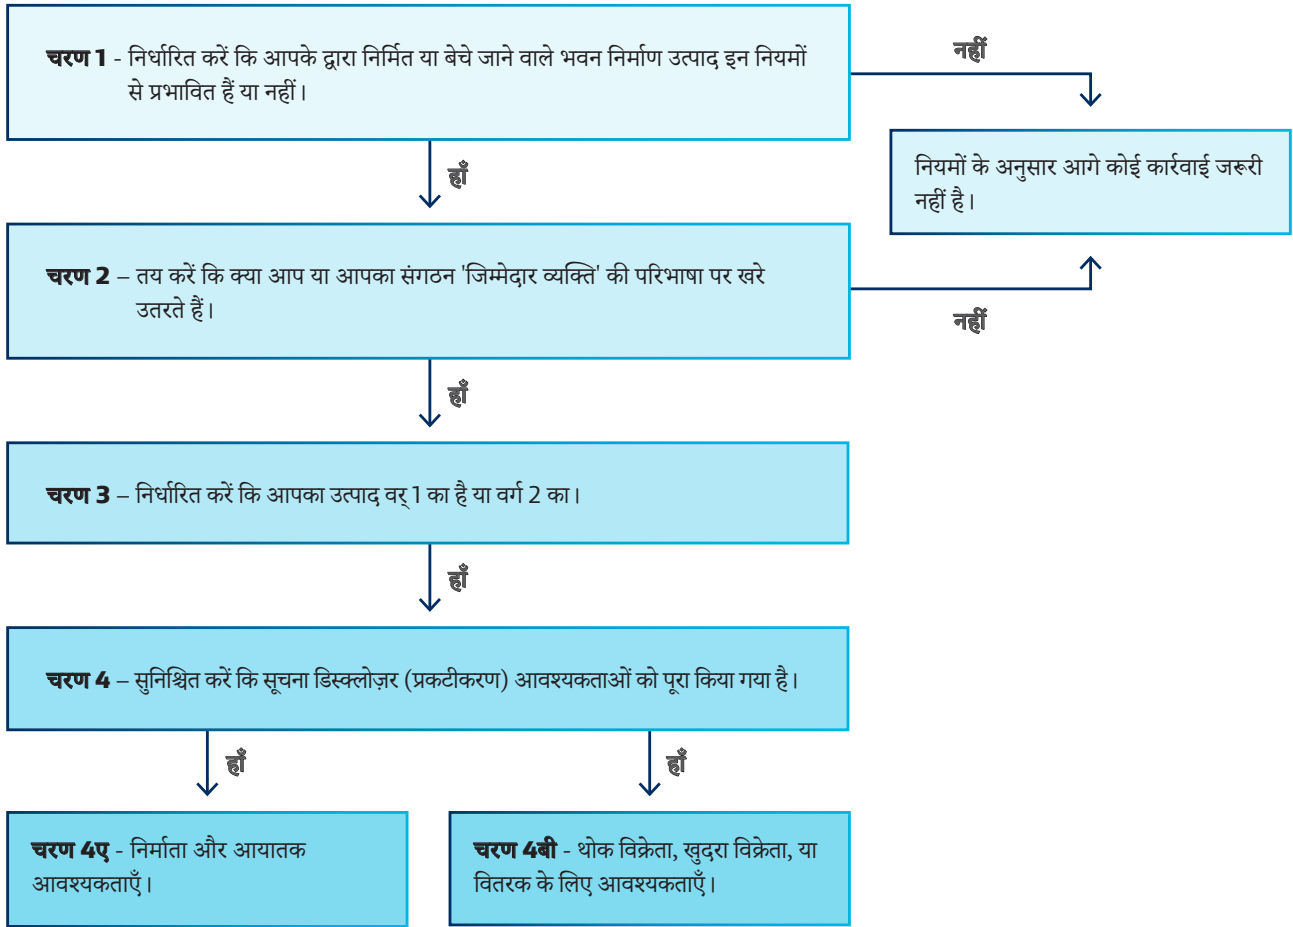 चरण 1 - निर्धारित करें कि आपके द्वारा निर्मित या बेचे जाने वाले भवन निर्माण उत्पाद इन नियमों
से प्रभावित हैं या नहीं।
नहीं
हाँ
नियमों के अनुसार आगे कोई कार्रवाई जरूरी
नहीं है।
चरण 2 – तय करें कि क्या आप या आपका संगठन 'जिम्मेदार व्यक्ति' की परिभाषा पर खरे
उतरते हैं।
नहीं
हाँ
चरण 3 – निर्धारित करें कि आपका उत्पाद वर् 1 का है या वर्ग 2 का।
हाँ
चरण 4 – सुनिश्चित करें कि सूचना डिस्क्लोज़र (प्रकटीकरण) आवश्यकताओं को पूरा किया गया है।
हाँ
हाँ
चरण 4ए - निर्माता और आयातक
आवश्यकताएँ।
चरण 4बी - थोक विक्रेता, खुदरा विक्रेता, या
वितरक के लिए आवश्यकताएँ।